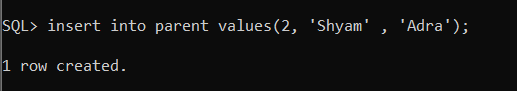 SQL> insert into parent values(2, 'Shyam' , 'Adra');
1 row created.